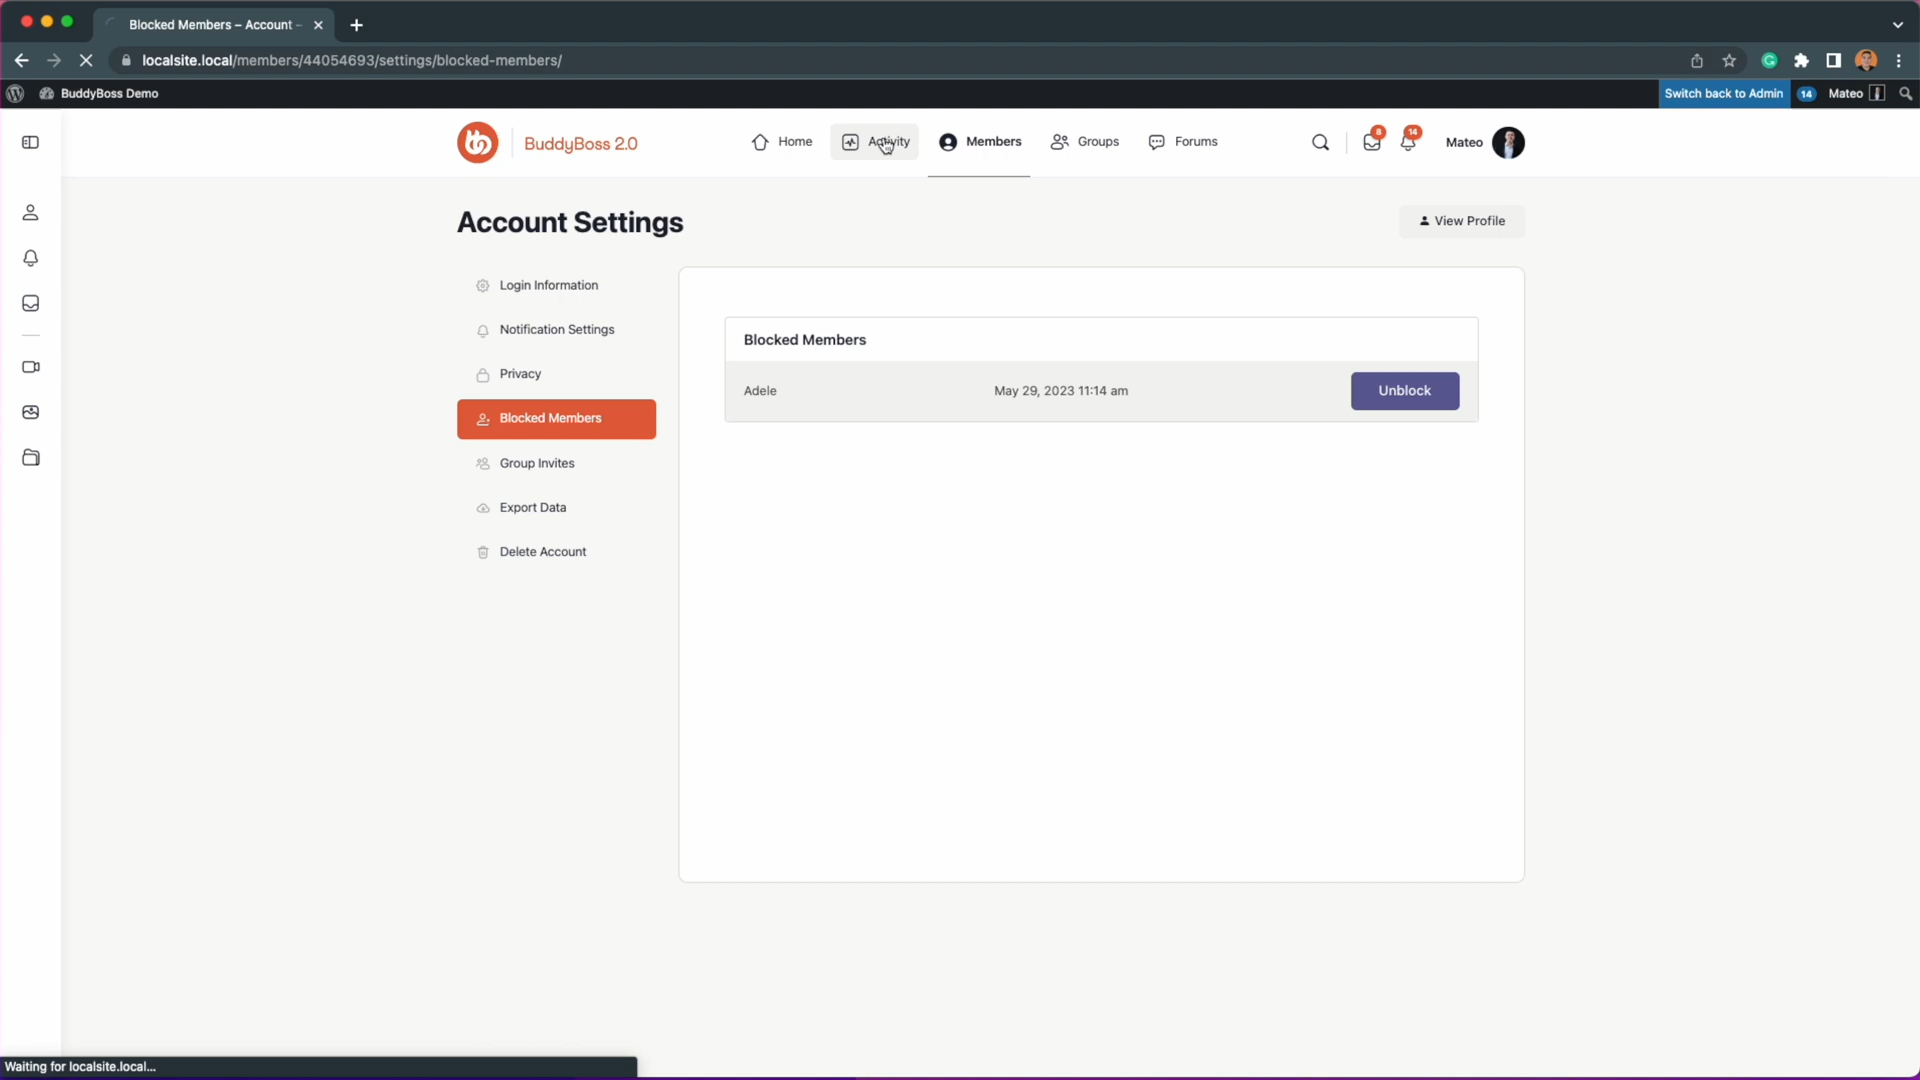 Blocked Members – Account –
localsite.local/members/44054693/settings/blocked-members/
BuddyBoss Demo
Switch back to Admin
14
Mateo
BuddyBoss 2.0
Home
Activity
Members
Groups
Forums
8
14
Mateo
Account Settings
View Profile
Login Information
Notification Settings
Privacy
Blocked Members
Group Invites
Export Data
Delete Account
Blocked Members
Adele
May 29, 2023 11:14 am
Unblock
Waiting for localsite.local...